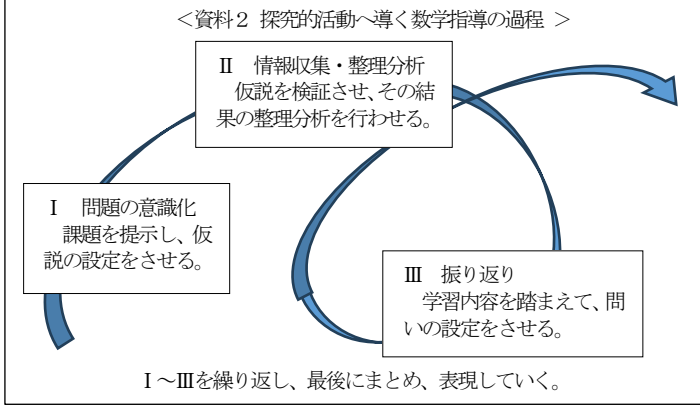 ＜資料２ 探究的活動へ導く数学指導の過程 ＞
Ⅱ　情報収集・整理分析
仮説を検証させ、その結
果の整理分析を行わせる。
Ⅰ　問題の意識化
課題を提示し、仮
説の設定をさせる。
Ⅲ　振り返り
学習内容を踏まえて、問
いの設定をさせる。
Ⅰ～Ⅲを繰り返し、最後にまとめ、表現していく。